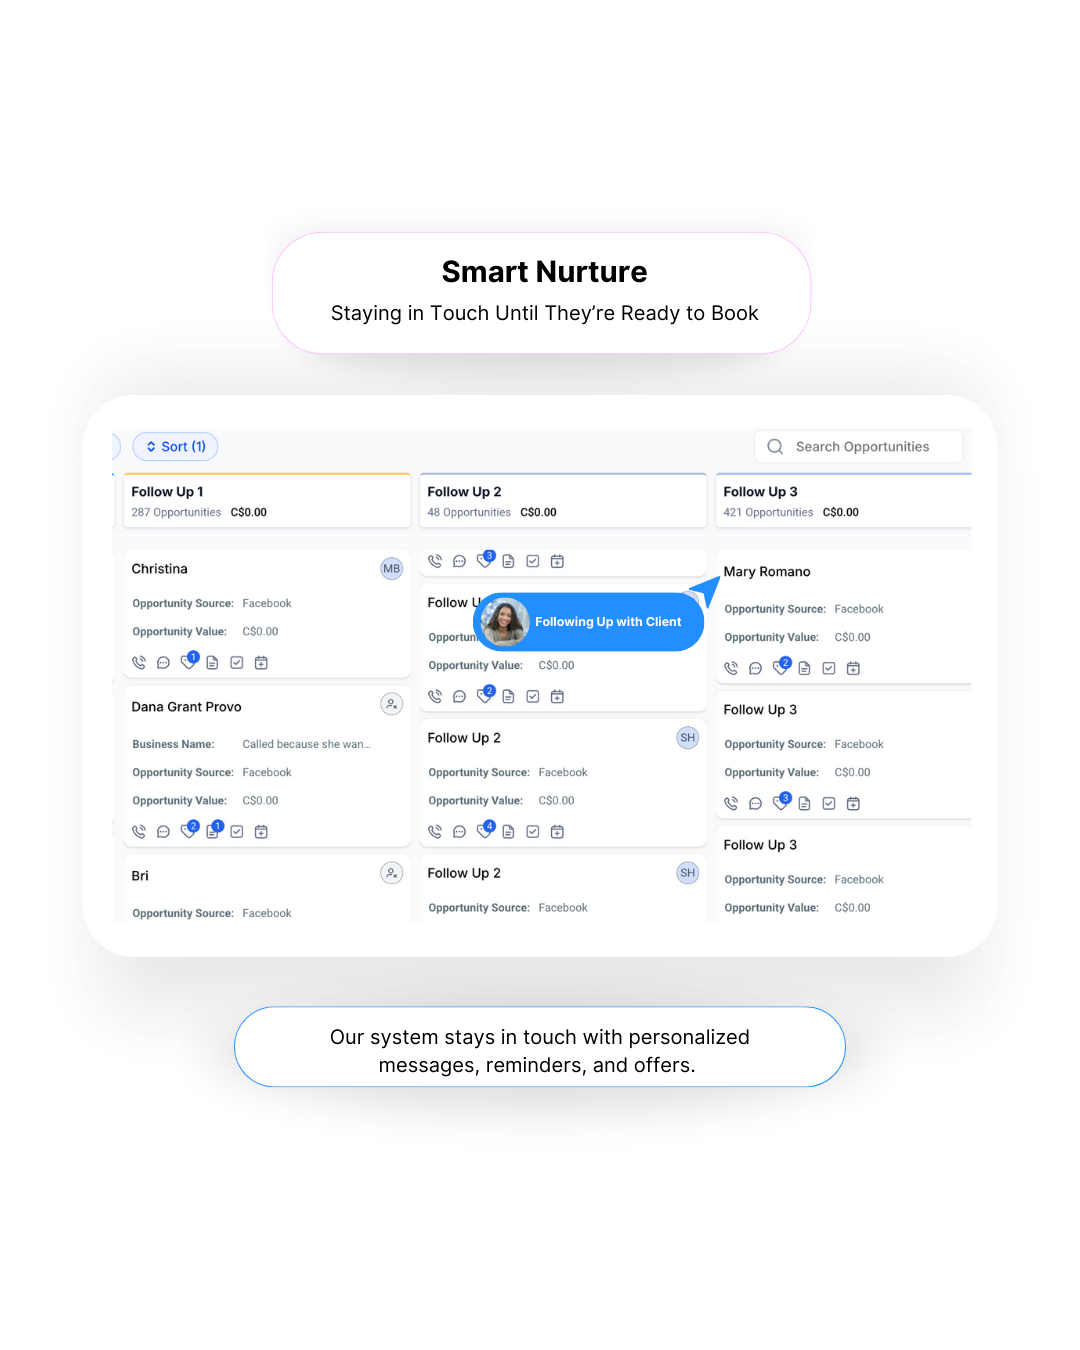 Smart Nurture
Staying in Touch Until They’re Ready to Book
Sort (1)
Search Opportunities
Follow Up 1
287 Opportunities C$0.00
Follow Up 2
48 Opportunities C$0.00
Follow Up 3
421 Opportunities C$0.00
Christina
MB
Opportunity Source: Facebook
Opportunity Value: C$0.00
1
Dana Grant Provo
Business Name: Called because she wan...
Opportunity Source: Facebook
Opportunity Value: C$0.00
2 1
Bri
Opportunity Source: Facebook
3
Follow U
Following Up with Client
Opportun
Opportunity Value: C$0.00
2
Follow Up 2
SH
Opportunity Source: Facebook
Opportunity Value: C$0.00
4
Follow Up 2
SH
Opportunity Source: Facebook
Mary Romano
Opportunity Source: Facebook
Opportunity Value: C$0.00
2
Follow Up 3
Opportunity Source: Facebook
Opportunity Value: C$0.00
3
Follow Up 3
Opportunity Source: Facebook
Opportunity Value: C$0.00
Our system stays in touch with personalized
messages, reminders, and offers.